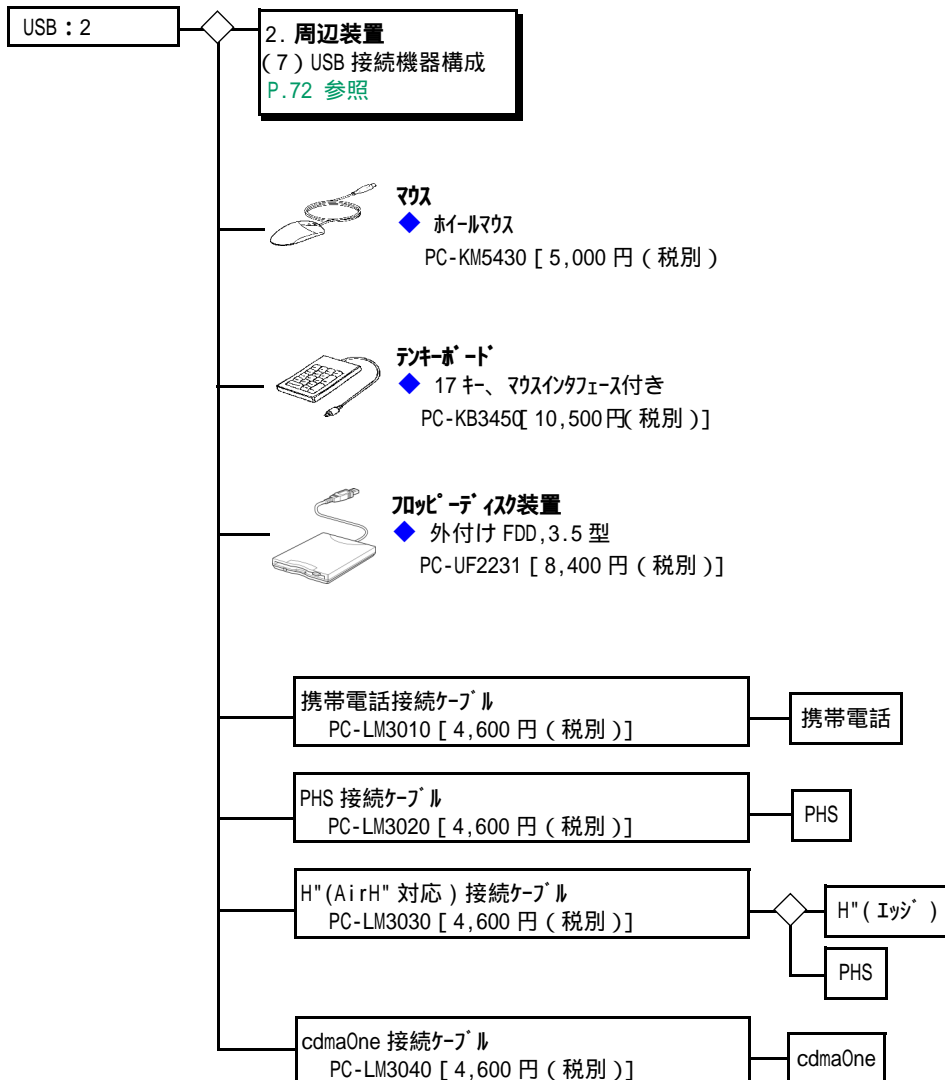 USB：2
2. 周辺装置
(7) USB 接続機器構成
P.72 参照
ﾏｳｽ
◆ ﾎｲｰﾙﾏｳｽ
PC-KM5430 [ 5,000 円 ( 税別 )
ﾃﾝｷｰﾎﾞｰﾄﾞ
◆ 17 ｷｰ、ﾏｳｽｲﾝﾀﾌｪｰｽ付き
PC-KB3450[ 10,500 円( 税別 )]
ﾌﾛｯﾋﾟｰﾃﾞｨｽｸ装置
◆ 外付け FDD,3.5 型
PC-UF2231 [ 8,400 円 ( 税別 )]
携帯電話接続ｹｰﾌﾞﾙ
PC-LM3010 [ 4,600 円 ( 税別 )]
携帯電話
PHS 接続ｹｰﾌﾞﾙ
PC-LM3020 [ 4,600 円 ( 税別 )]
PHS
H"(AirH" 対応 ) 接続ｹｰﾌﾞﾙ
PC-LM3030 [ 4,600 円 ( 税別 )]
H"( ｴｯｼﾞ )
PHS
cdmaOne 接続ｹｰﾌﾞﾙ
PC-LM3040 [ 4,600 円 ( 税別 )]
cdmaOne